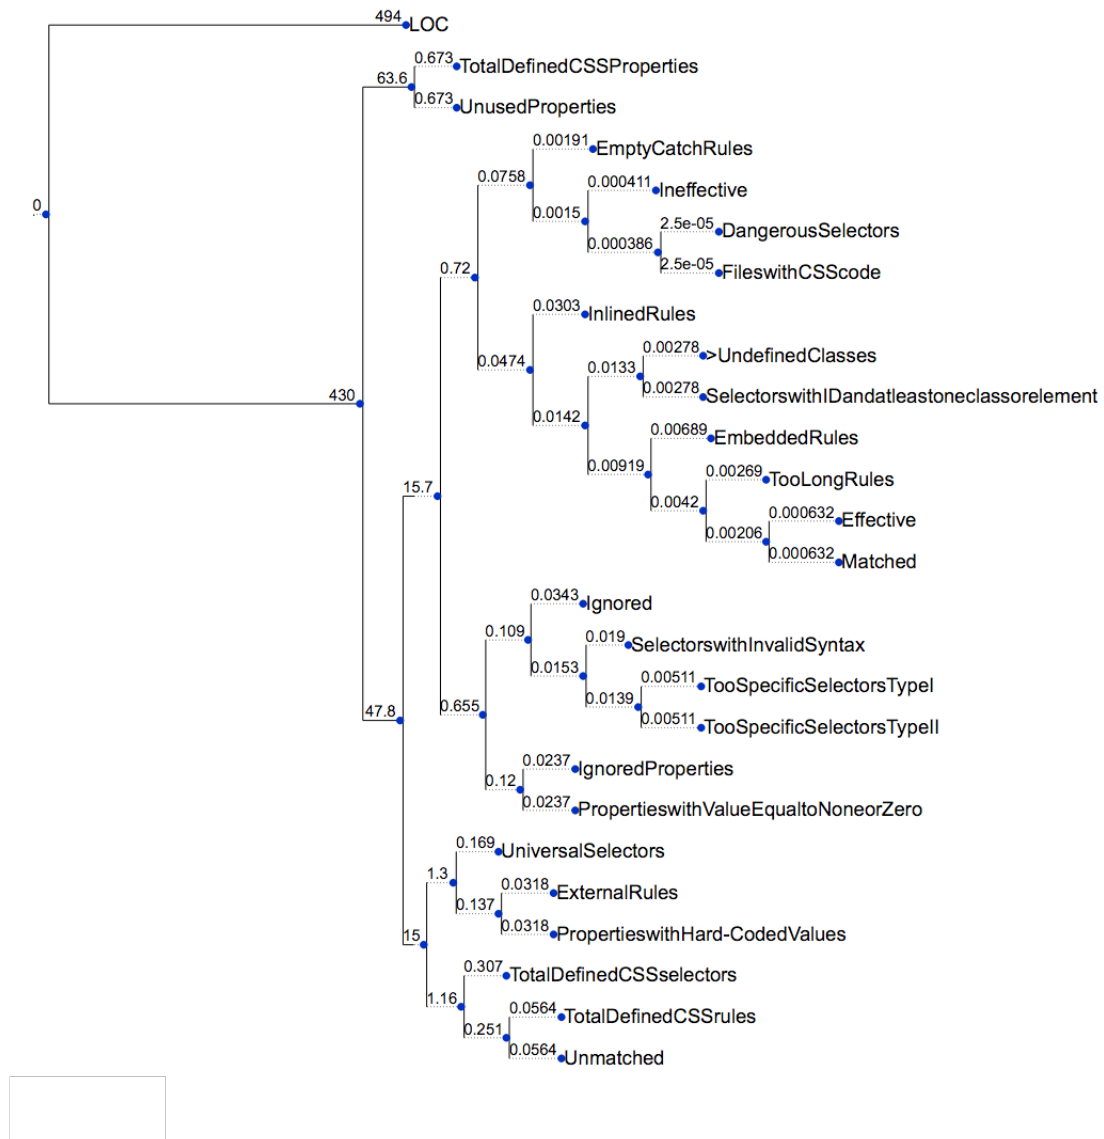 494 LOC
0.673 TotalDefinedCSSProperties
63.6
0.673 UnusedProperties
0.00191 EmptyCatchRules
0.0758
0.000411 Ineffective
0
0.0015
2.5e-05 DangerousSelectors
0.000386
2.5e-05 FileswithCSScode
0.72
0.0303 InlinedRules
0.00278 >UndefinedClasses
0.0474
0.0133
0.00278 SelectorswithIDandatleastoneclassorelement
430
0.0142
0.00689 EmbeddedRules
0.00919
0.00269 TooLongRules
15.7
0.0042
0.000632 Effective
0.00206
0.000632 Matched
0.0343 Ignored
0.109
0.019 SelectorswithInvalidSyntax
0.0153
0.00511 TooSpecificSelectorsTypeI
0.0139
47.8
0.655
0.00511 TooSpecificSelectorsTypeII
0.0237 IgnoredProperties
0.12
0.0237 PropertieswithValueEqualtoNoneorZero
0.169 UniversalSelectors
1.3
0.0318 ExternalRules
0.137
0.0318 PropertieswithHard-CodedValues
15
0.307 TotalDefinedCSSselectors
1.16
0.0564 TotalDefinedCSSrules
0.251
0.0564 Unmatched